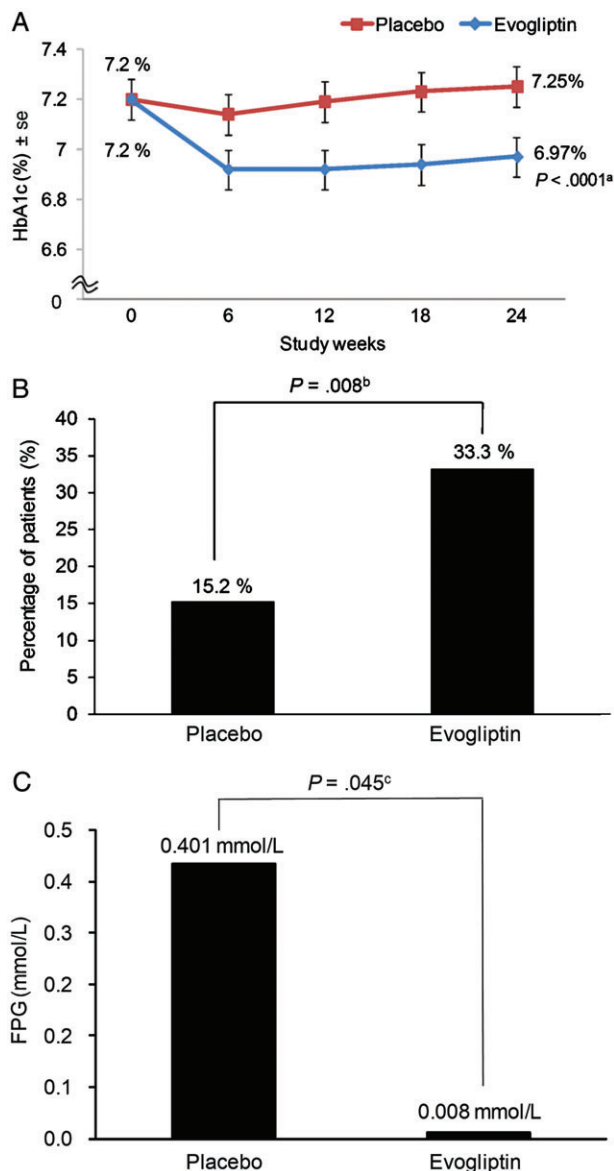 A
Placebo
Evogliptin
HbA1c (%) ± se
7.4
7.2
7
6.8
6.6
0
7.2 %
7.2 %
7.25%
6.97%
P < .0001ᵃ
0
6
12
18
24
Study weeks
B
P = .008ᵇ
Percentage of patients (%)
40
35
30
25
20
15
10
5
0
15.2 %
33.3 %
Placebo
Evogliptin
C
P = .045ᶜ
FPG (mmol/L)
0.5
0.4
0.3
0.2
0.2
0.1
0.0
0.401 mmol/L
0.008 mmol/L
Placebo
Evogliptin